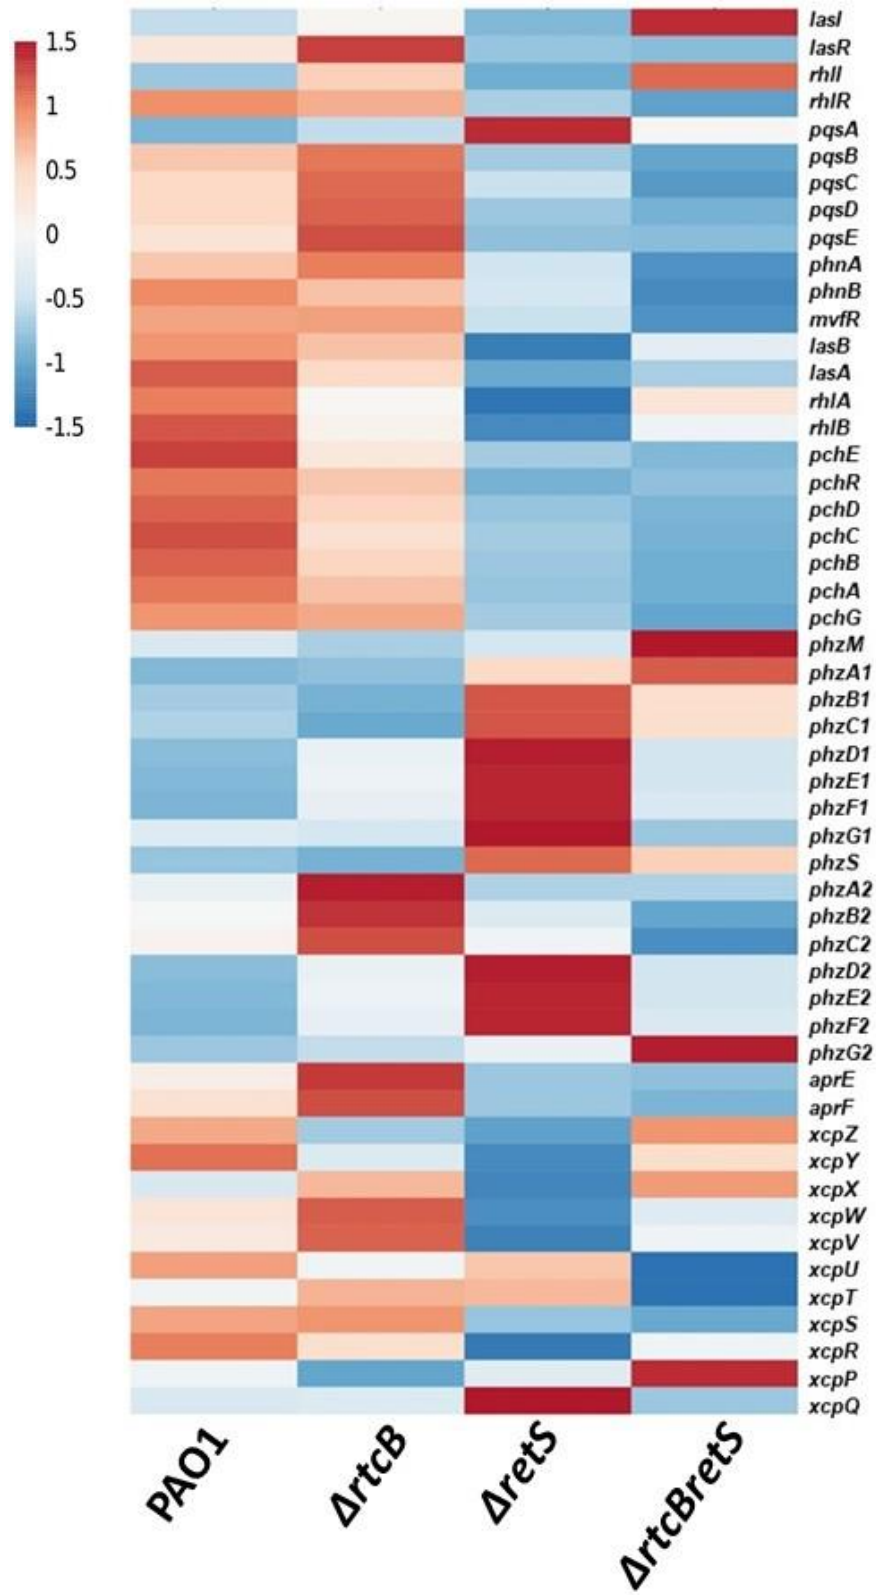 1.5
1
0.5
0
-0.5
-1
-1.5
lasI
lasR
rhlI
rhlR
pqsA
pqsB
pqsC
pqsD
pqsE
phnA
phnB
mvfR
lasB
lasA
rhlA
rhlB
pchE
pchR
pchD
pchC
pchB
pchA
pchG
phzM
phzA1
phzB1
phzC1
phzD1
phzE1
phzF1
phzG1
phzS
phzA2
phzB2
phzC2
phzD2
phzE2
phzF2
phzG2
aprE
aprF
xcpZ
xcpY
xcpX
xcpW
xcpV
xcpU
xcpT
xcpS
xcpR
xcpP
xcpQ
PAO1
ΔrtcB
ΔretS
ΔrtcBretS